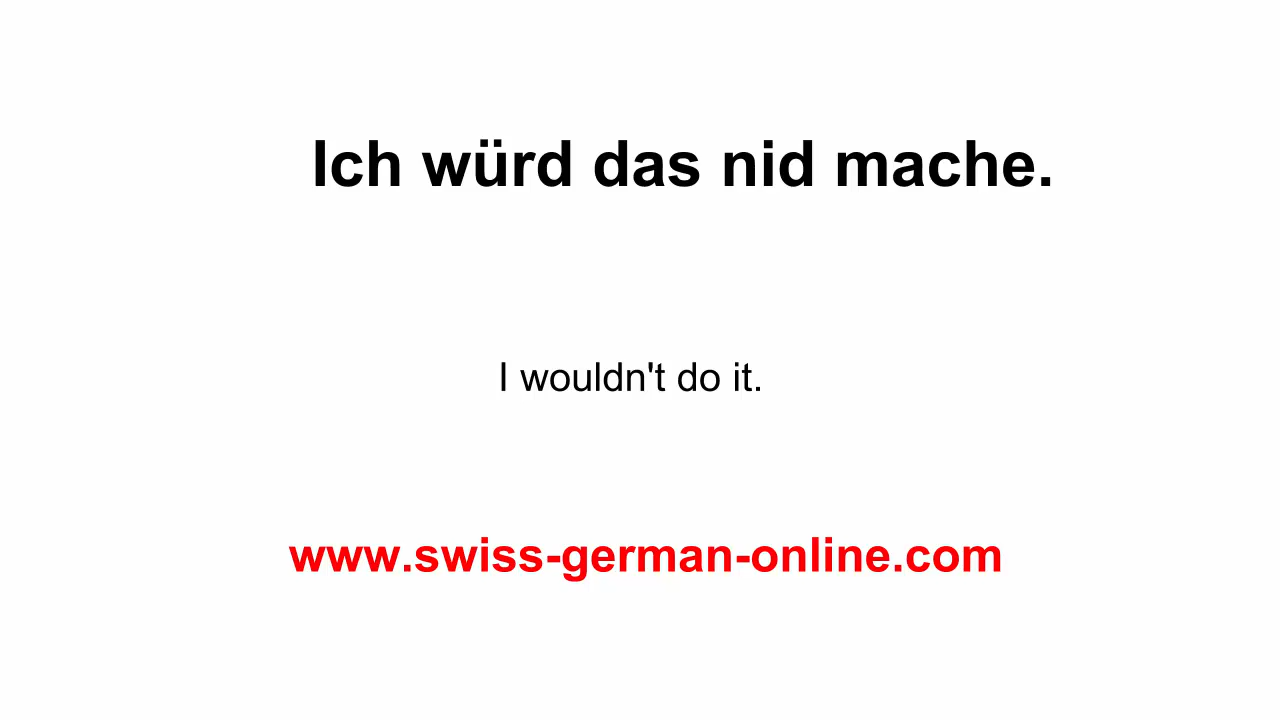 Ich würd das nid mache.
I wouldn't do it.
www.swiss-german-online.com